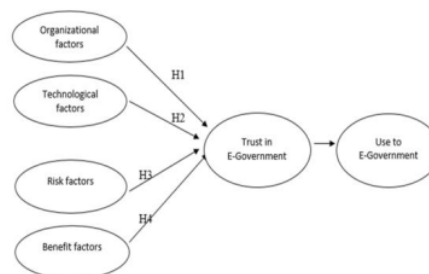 Organizational
factors
H1
Technological
factors
H2
Trust in
E-Government
Use to
E-Government
Risk factors
H3
H4
Benefit factors